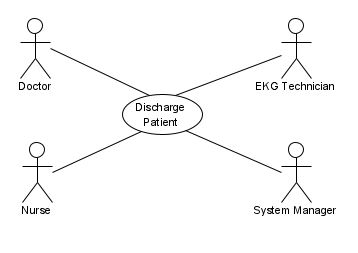 Doctor
EKG Technician
Discharge
Patient
Nurse
System Manager